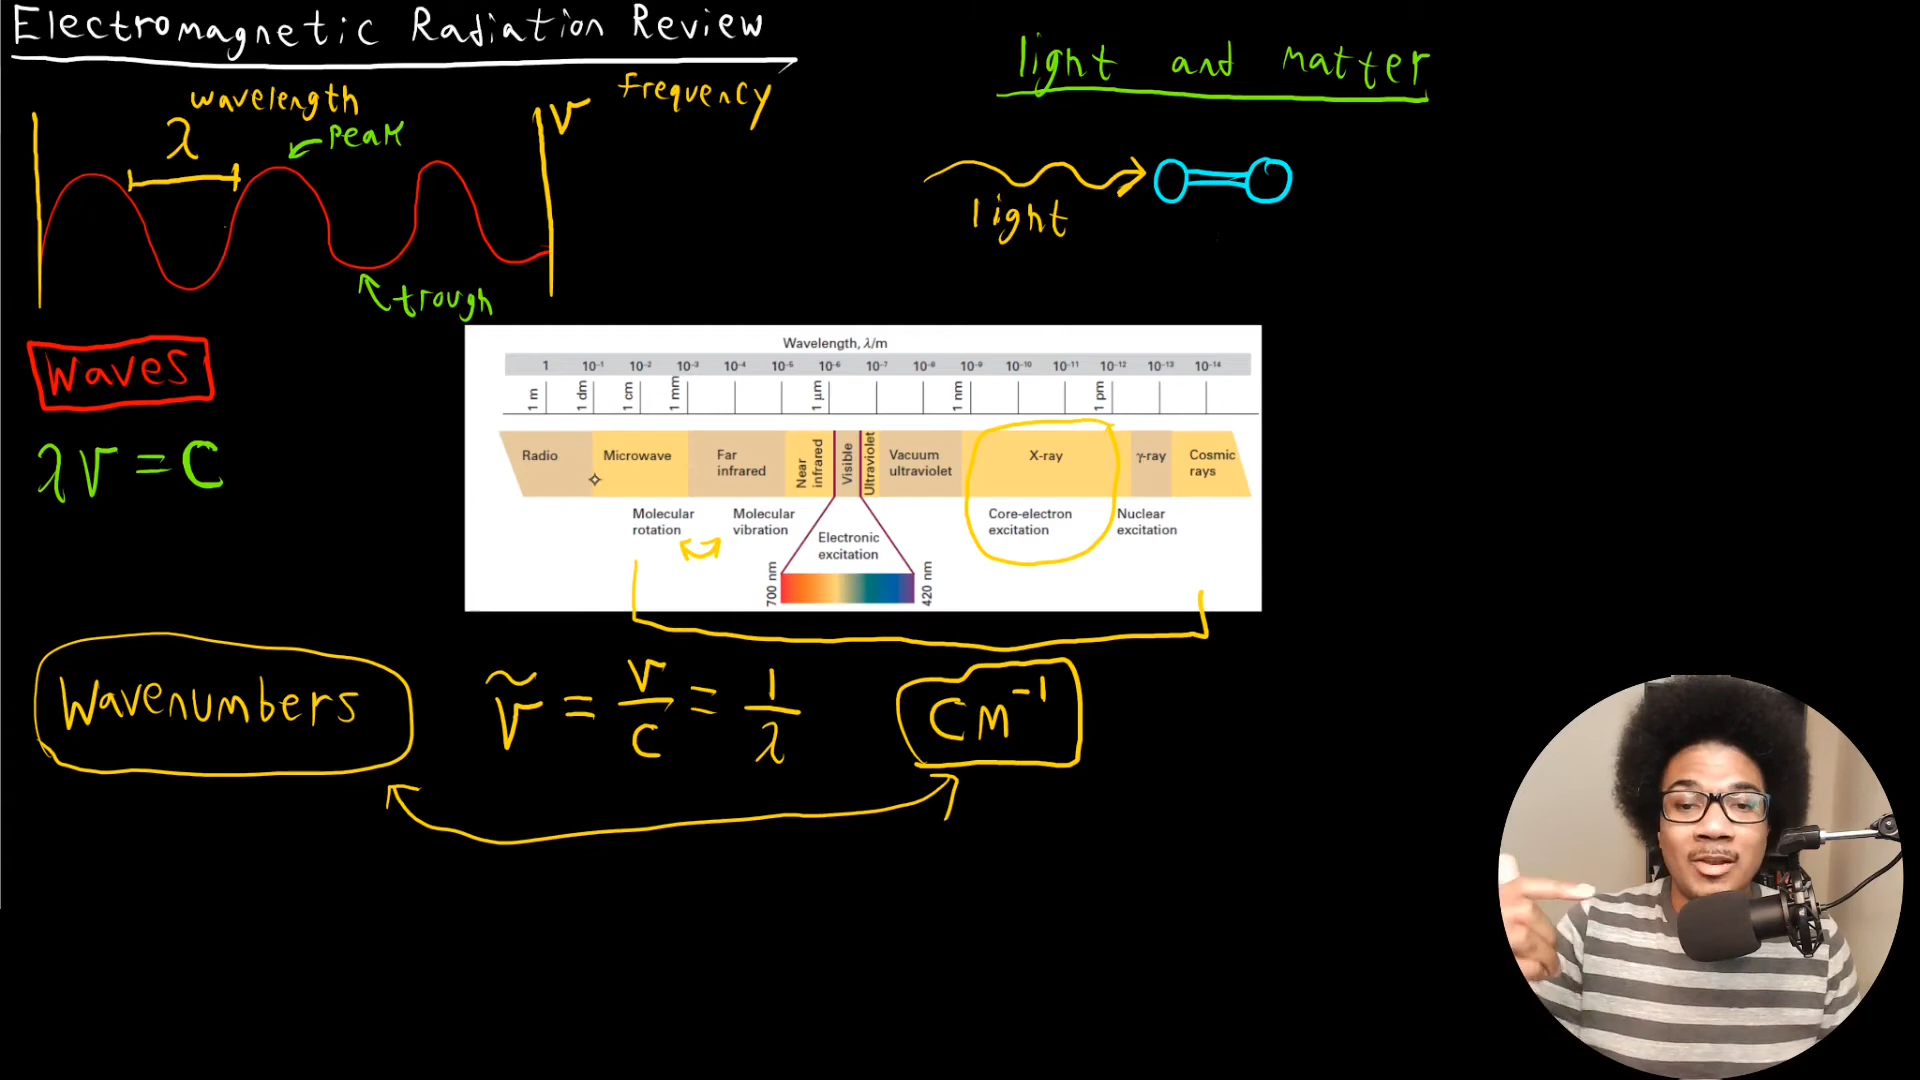 Electromagnetic Radiation Review
wavelength
λ
peak
ν
frequency
trough
light and matter
light
Waves
λν = C
Wavelength, λ/m
1 10⁻¹ 10⁻² 10⁻³ 10⁻⁴ 10⁻⁵ 10⁻⁶ 10⁻⁷ 10⁻⁸ 10⁻⁹ 10⁻¹⁰ 10⁻¹¹ 10⁻¹² 10⁻¹³ 10⁻¹⁴
1 m 1 dm 1 cm 1 mm 1 μm 1 nm 1 pm
Radio
Microwave
Far
infrared
Near
infrared
Visible
Ultraviolet
Vacuum
ultraviolet
X-ray
γ-ray
Cosmic
rays
Molecular
rotation
Molecular
vibration
Electronic
excitation
Core-electron
excitation
Nuclear
excitation
700 nm
420 nm
Wavenumbers
ν̃ = ν/c = 1/λ
cm⁻¹